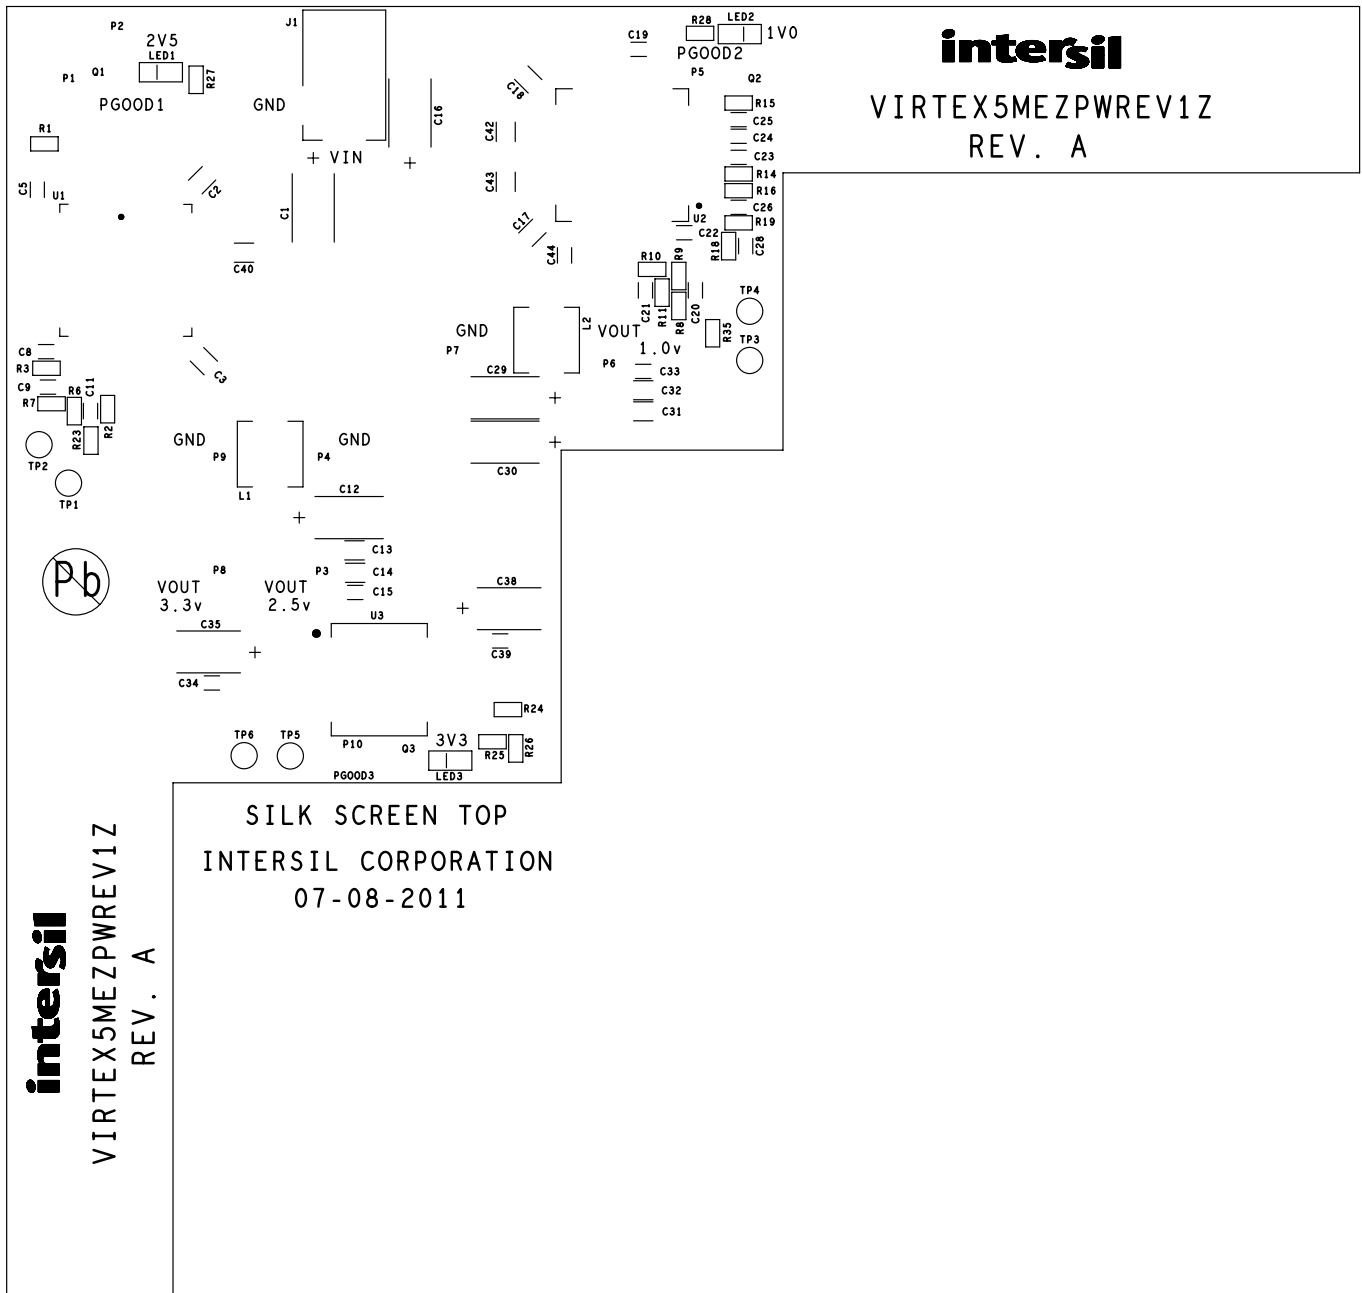 P2
J1
2V5
LED1
P1
Q1
R27
PGOOD1
GND
R1
+ VIN
+
C16
C5
U1
C2
C1
C40
C19
R28
LED2
1V0
PGOOD2
P5
Q2
C18
C42
C43
C17
C44
R15
C25
C24
C23
R14
R16
C26
R19
U2
C22
R18
C28
R10
R9
C21
R11
R8
C20
R35
TP4
TP3
intersil
VIRTEX5MEZPWREV1Z
REV. A
C8
R3
C9
R7
R6
C11
R2
R23
TP2
TP1
C3
GND
P7
L2
VOUT
1.0v
P6
C29
C33
C32
C31
+
+
C30
GND
P9
L1
P4
GND
C12
+
C13
C14
C15
Pb
P8
VOUT
3.3v
P3
VOUT
2.5v
C35
+
C34
U3
C38
+
C39
R24
TP6
TP5
P10
Q3
3V3
LED3
R25
R26
PGOOD3
SILK SCREEN TOP
INTERSIL CORPORATION
07-08-2011
intersil
VIRTEX5MEZPWREV1Z
REV. A